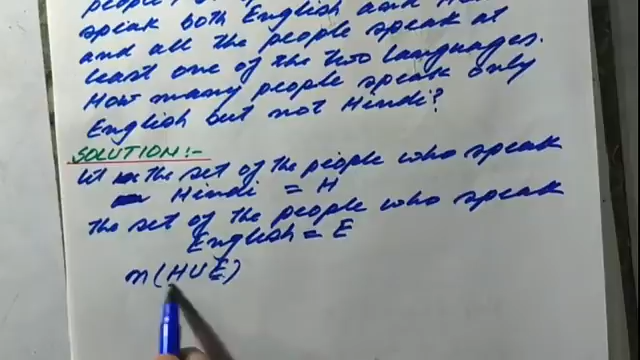 people
speak both English and
and all the people speak at
least one of the two languages.
How many people speak only
English but not Hindi?
SOLUTION:-
let the set of the people who speak
Hindi = H
the set of the people who speak
English = E
n(HUE)